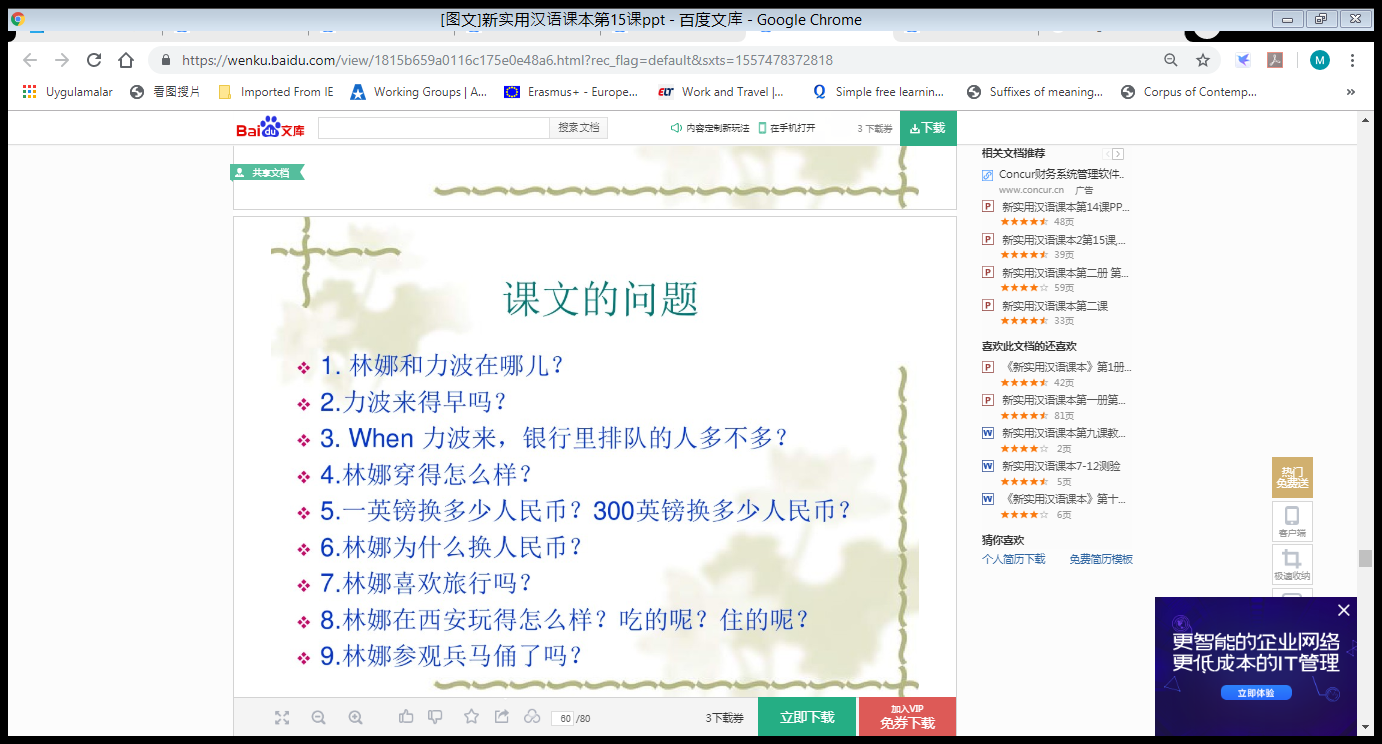 [图文]新实用汉语课本第15课ppt - 百度文库 - Google Chrome
https://wenku.baidu.com/view/1815b659a0116c175e0e48a6.html?rec_flag=default&sxts=1557478372818
M
Uygulamalar
看图搜片
Imported From IE
Working Groups | A...
Erasmus+ - Europe...
ELT Work and Travel |...
Simple free learnin...
Suffixes of meaning...
Corpus of Contemp...
»
Bai du 文库
搜索文档
内容定制新玩法
在手机打开
3 下载券
下载
共享文档
课文的问题
1. 林娜和力波在哪儿？
2.力波来得早吗？
3. When 力波来，银行里排队的人多不多？
4.林娜穿得怎么样？
5.一英镑换多少人民币？300英镑换多少人民币？
6.林娜为什么换人民币？
7.林娜喜欢旅行吗？
8.林娜在西安玩得怎么样？吃的呢？住的呢？
9.林娜参观兵马俑了吗？
60 /80
3下载券
立即下载
加入VIP
免券下载
相关文档推荐
Concur财务系统管理软件..
www.concur.cn 广告
新实用汉语课本第14课PP...
48页
新实用汉语课本2第15课,...
39页
新实用汉语课本第二册 第...
59页
新实用汉语课本第二课
33页
喜欢此文档的还喜欢
《新实用汉语课本》第1册...
42页
新实用汉语课本第一册第...
81页
新实用汉语课本第九课教...
2页
新实用汉语课本7-12测验
5页
《新实用汉语课本》第十...
6页
猜你喜欢
个人简历下载
免费简历模板
热门
免费送
客户端
极速收纳
更智能的企业网络
更低成本的IT管理
立即体验